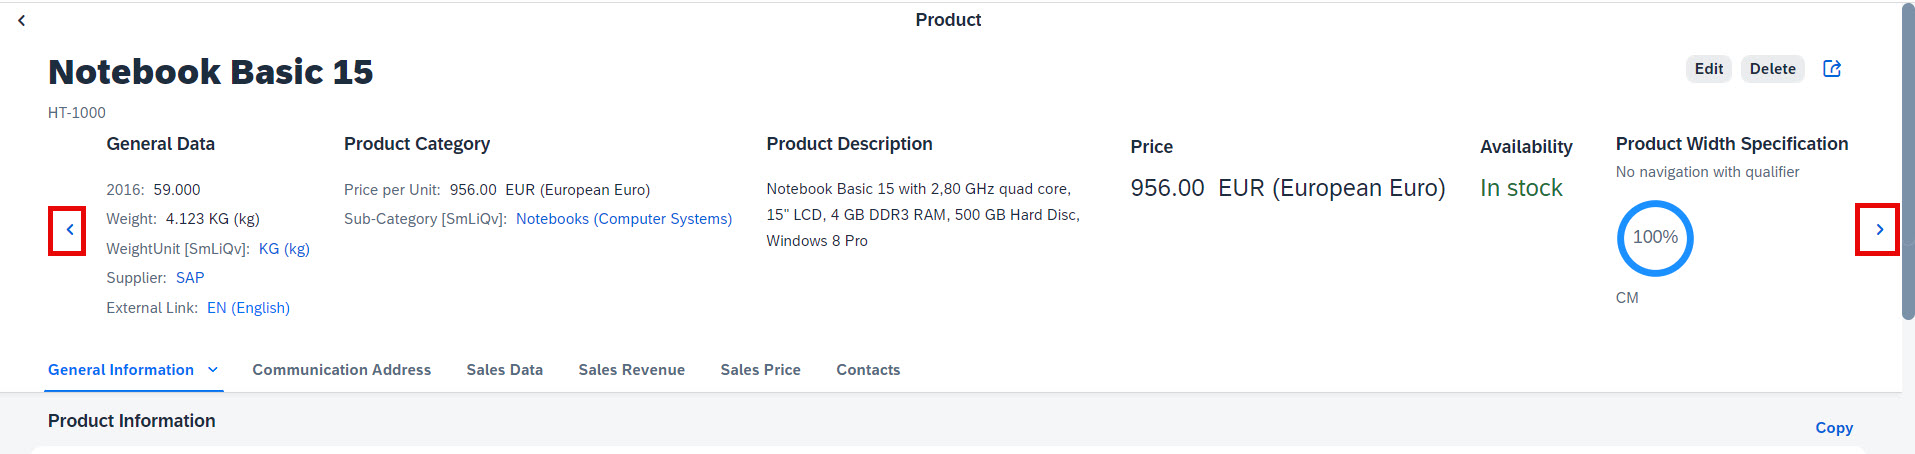 Product
Notebook Basic 15
Edit Delete
HT-1000
General Data
2016: 59.000
Weight: 4.123 KG (kg)
WeightUnit [SmLiQv]: KG (kg)
Supplier: SAP
External Link: EN (English)
Product Category
Price per Unit: 956.00 EUR (European Euro)
Sub-Category [SmLiQv]: Notebooks (Computer Systems)
Product Description
Notebook Basic 15 with 2,80 GHz quad core,
15" LCD, 4 GB DDR3 RAM, 500 GB Hard Disc,
Windows 8 Pro
Price
956.00 EUR (European Euro)
Availability
In stock
Product Width Specification
No navigation with qualifier
100%
CM
General Information Communication Address Sales Data Sales Revenue Sales Price Contacts
Product Information
Copy